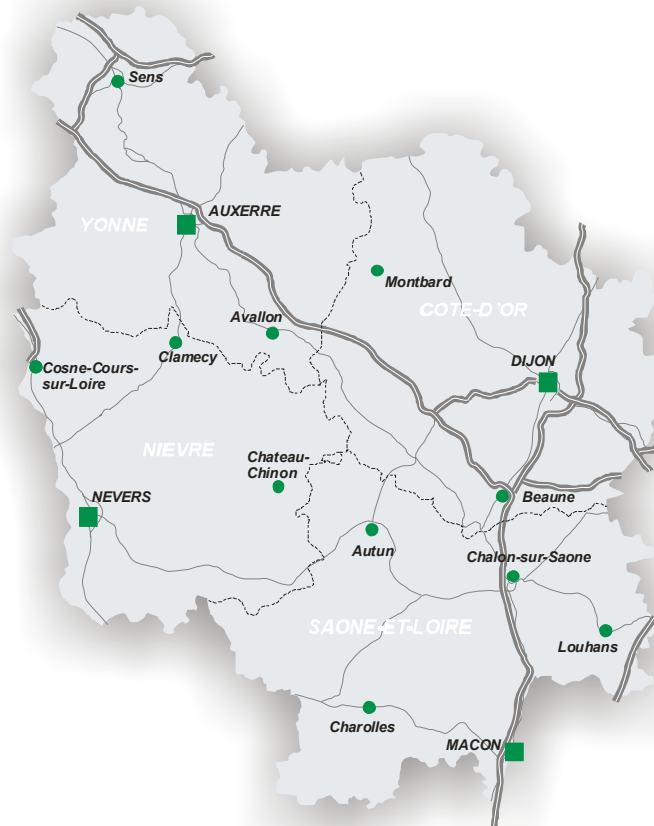 Sens
AUXERRE
YONNE
Montbard
COTE-D'OR
Avallon
Clamecy
DIJON
Cosne-Cours-
sur-Loire
NIEVRE
Chateau-
Chinon
NEVERS
Beaune
Autun
Chalon-sur-Saone
SAONE-ET-LOIRE
Louhans
Charolles
MACON